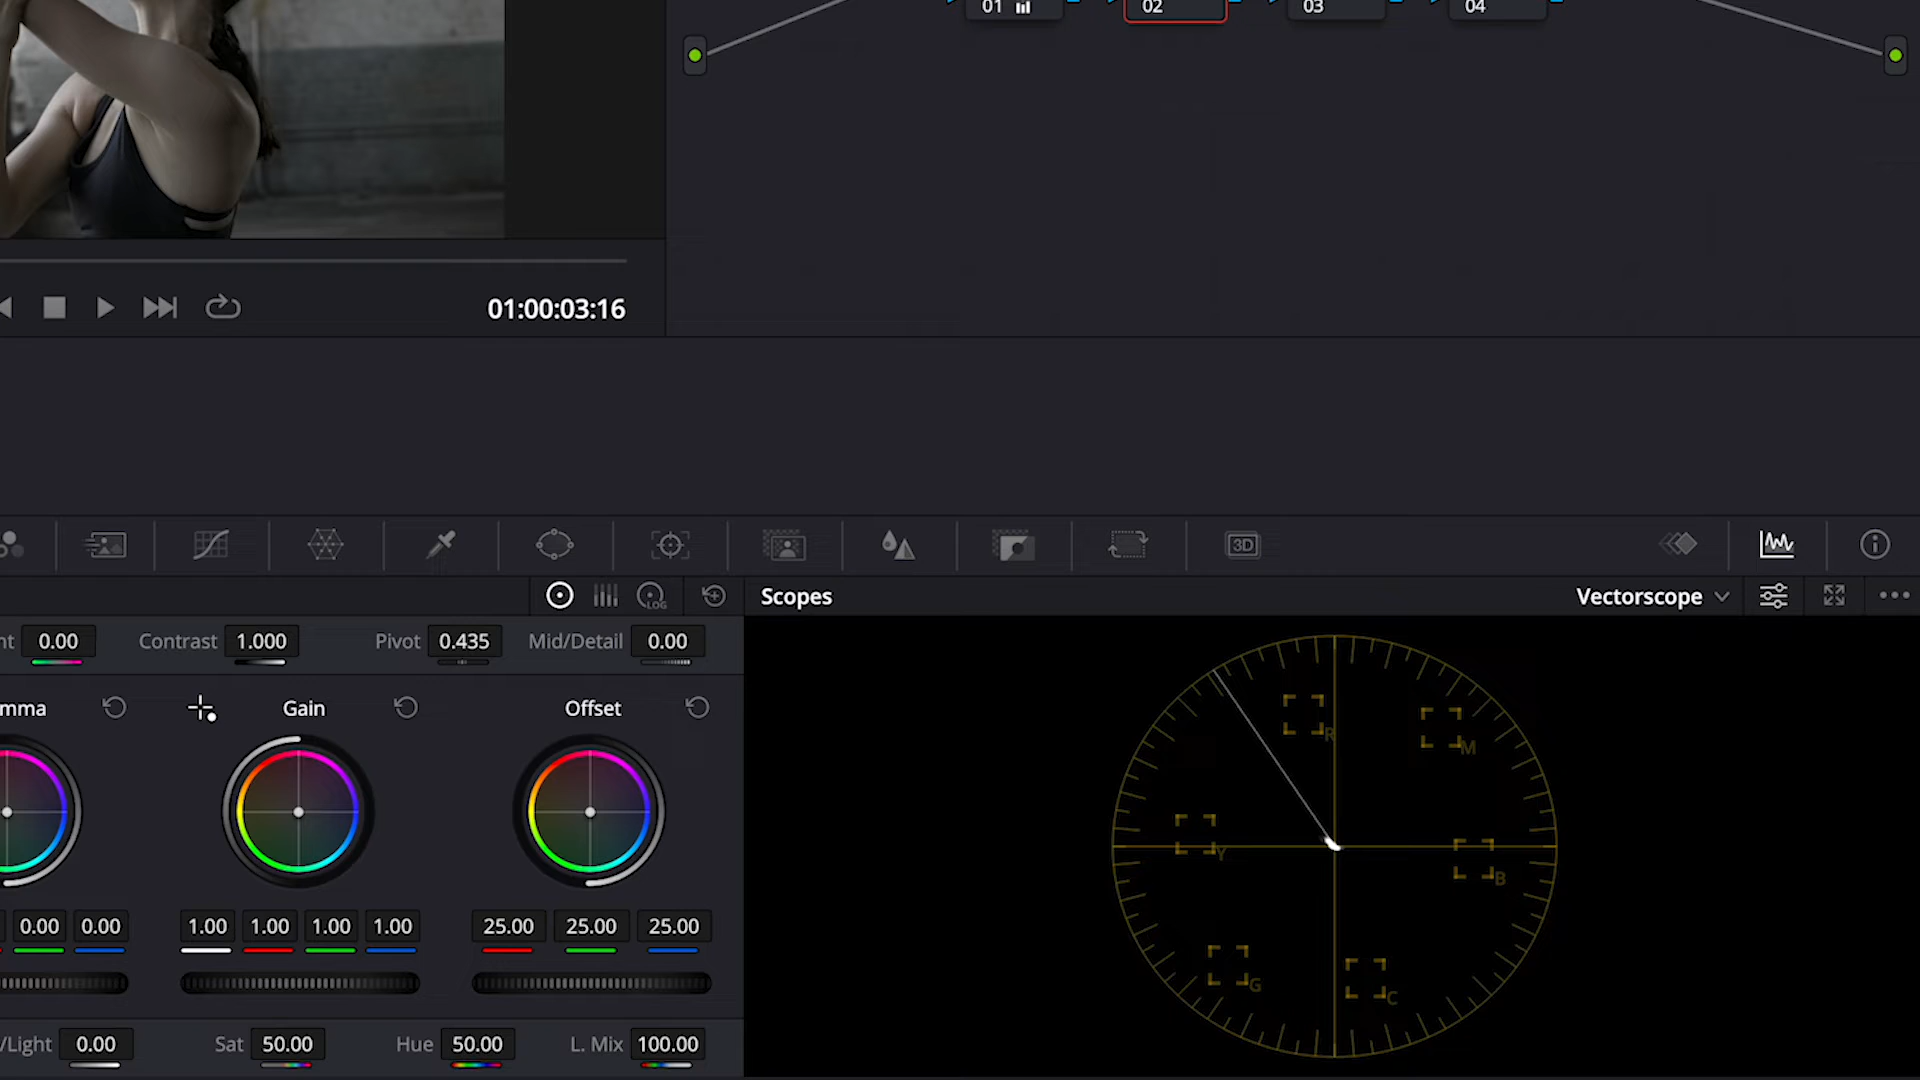 01 02 03 04
01:00:03:16
3D
LOG
Scopes Vectorscope
nt 0.00 Contrast 1.000 Pivot 0.435 Mid/Detail 0.00
mma Gain Offset
0.00 0.00 1.00 1.00 1.00 1.00 25.00 25.00 25.00
/Light 0.00 Sat 50.00 Hue 50.00 L. Mix 100.00
R
M
Y
B
G
C